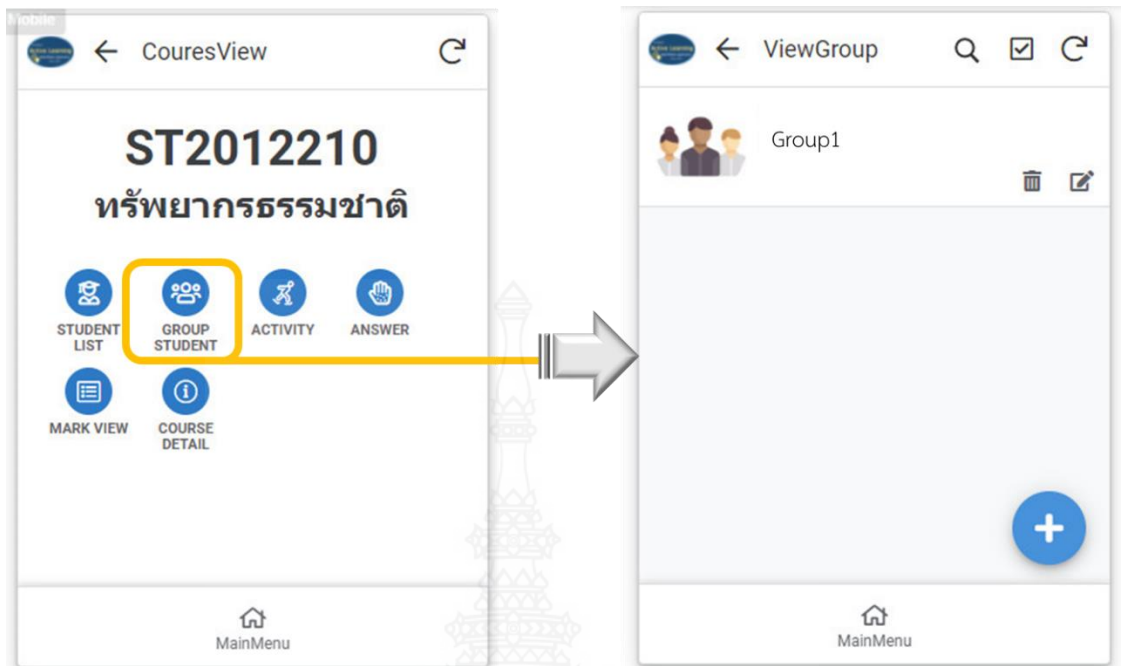 Mobile
CouresView
ST2012210
ทรัพยากรธรรมชาติ
STUDENT
LIST
GROUP
STUDENT
ACTIVITY
ANSWER
MARK VIEW
COURSE
DETAIL
MainMenu
ViewGroup
Group1
MainMenu